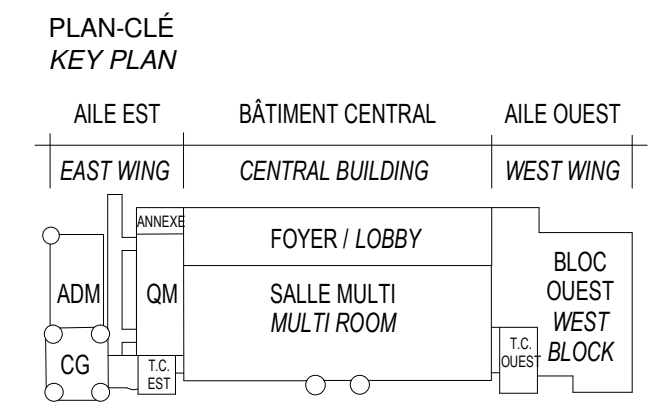 PLAN-CLÉ
KEY PLAN
AILE EST
BÂTIMENT CENTRAL
AILE OUEST
EAST WING
CENTRAL BUILDING
WEST WING
ANNEXE
FOYER / LOBBY
ADM
QM
SALLE MULTI
MULTI ROOM
BLOC
OUEST
WEST
BLOCK
CG
T.C.
EST
T.C.
OUEST